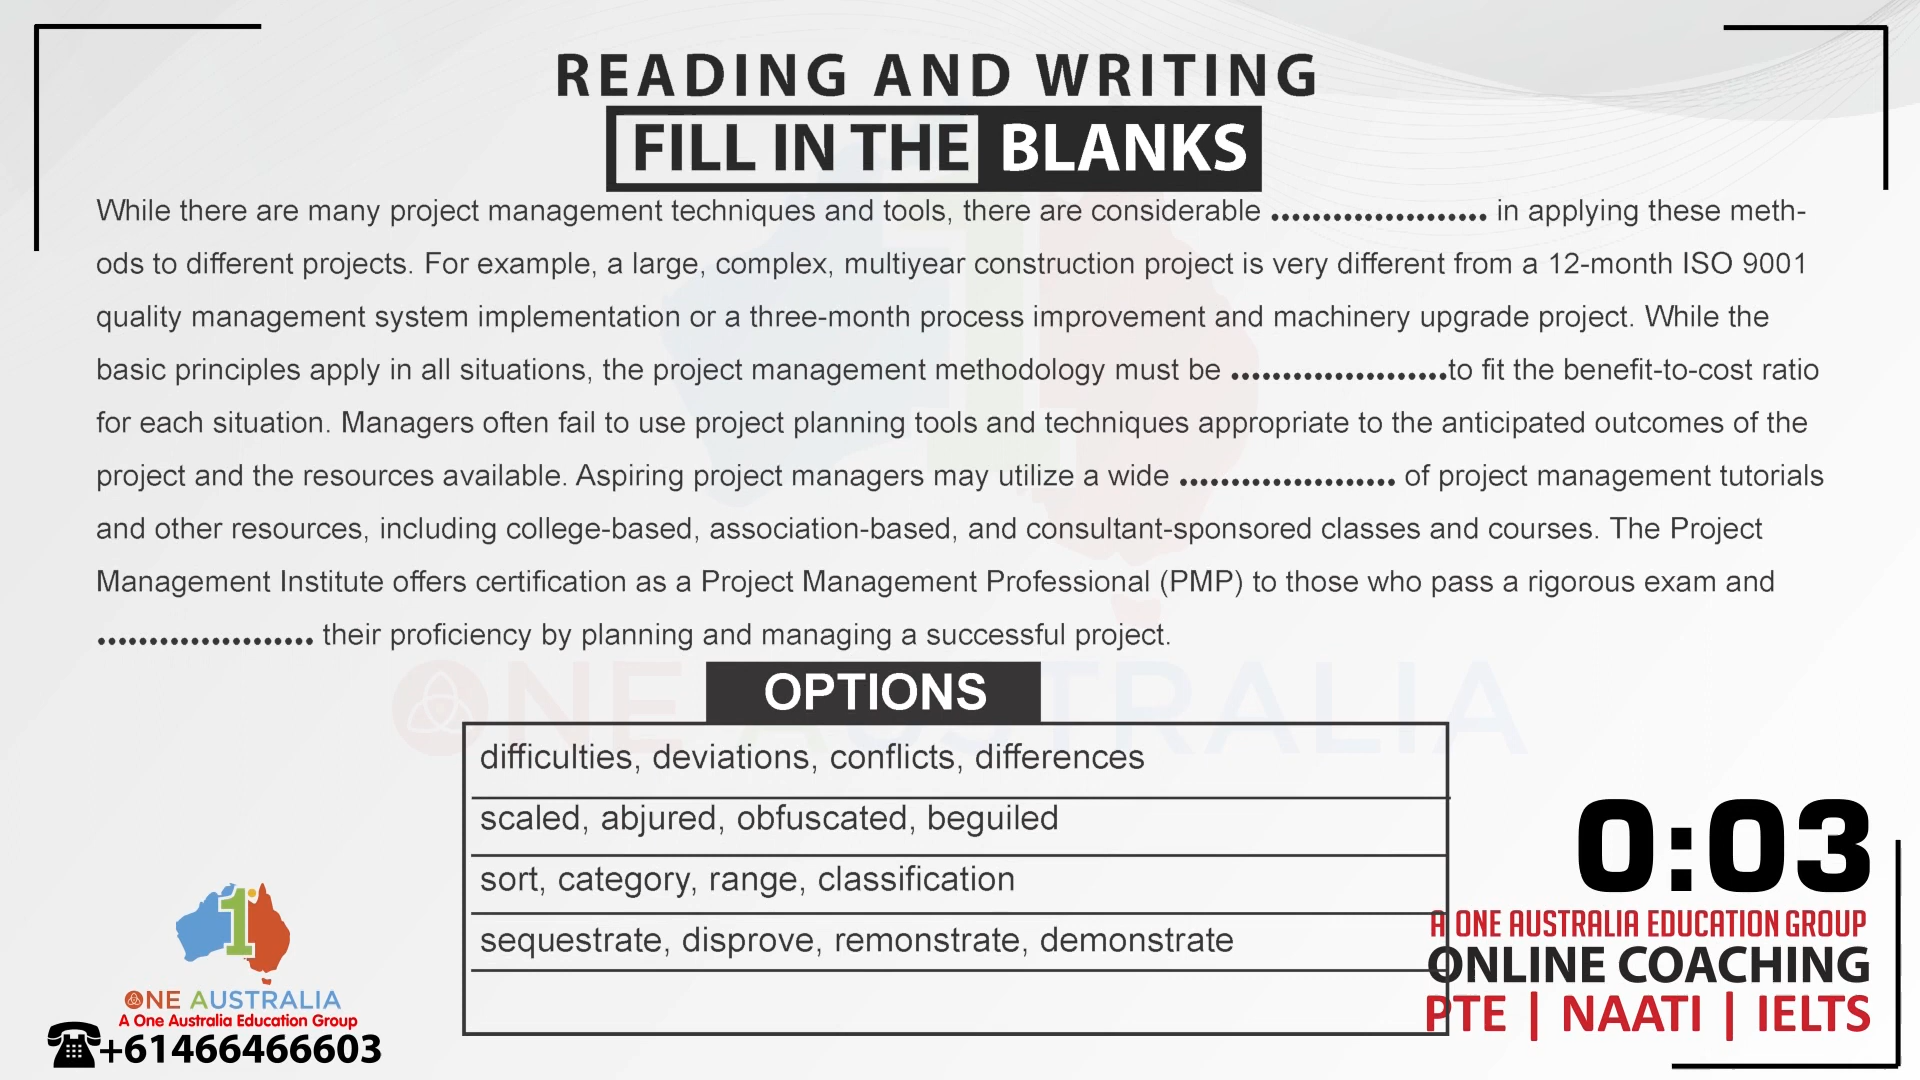 READING AND WRITING
FILL IN THE BLANKS
While there are many project management techniques and tools, there are considerable ..................... in applying these meth-
ods to different projects. For example, a large, complex, multiyear construction project is very different from a 12-month ISO 9001
quality management system implementation or a three-month process improvement and machinery upgrade project. While the
basic principles apply in all situations, the project management methodology must be .....................to fit the benefit-to-cost ratio
for each situation. Managers often fail to use project planning tools and techniques appropriate to the anticipated outcomes of the
project and the resources available. Aspiring project managers may utilize a wide ..................... of project management tutorials
and other resources, including college-based, association-based, and consultant-sponsored classes and courses. The Project
Management Institute offers certification as a Project Management Professional (PMP) to those who pass a rigorous exam and
..................... their proficiency by planning and managing a successful project.
ONE AUSTRALIA
OPTIONS
difficulties, deviations, conflicts, differences
scaled, abjured, obfuscated, beguiled
sort, category, range, classification
sequestrate, disprove, remonstrate, demonstrate
0:03
A ONE AUSTRALIA EDUCATION GROUP
ONLINE COACHING
PTE | NAATI | IELTS
1
ONE AUSTRALIA
A One Australia Education Group
+61466466603